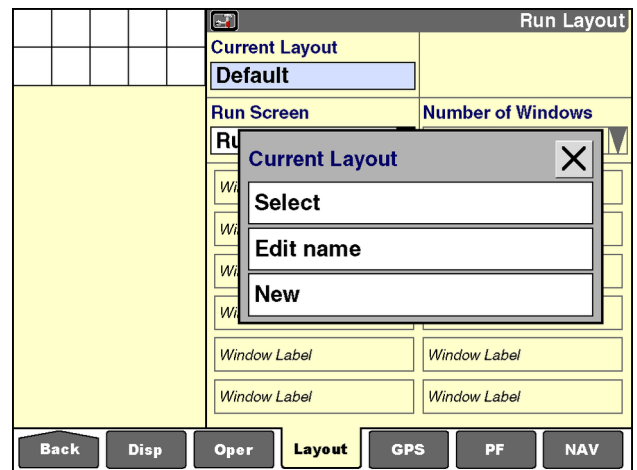 Run Layout
Current Layout
Default
Run Screen
Number of Windows
Current Layout
Select
Edit name
New
Window Label
Window Label
Window Label
Window Label
Back
Disp
Oper
Layout
GPS
PF
NAV